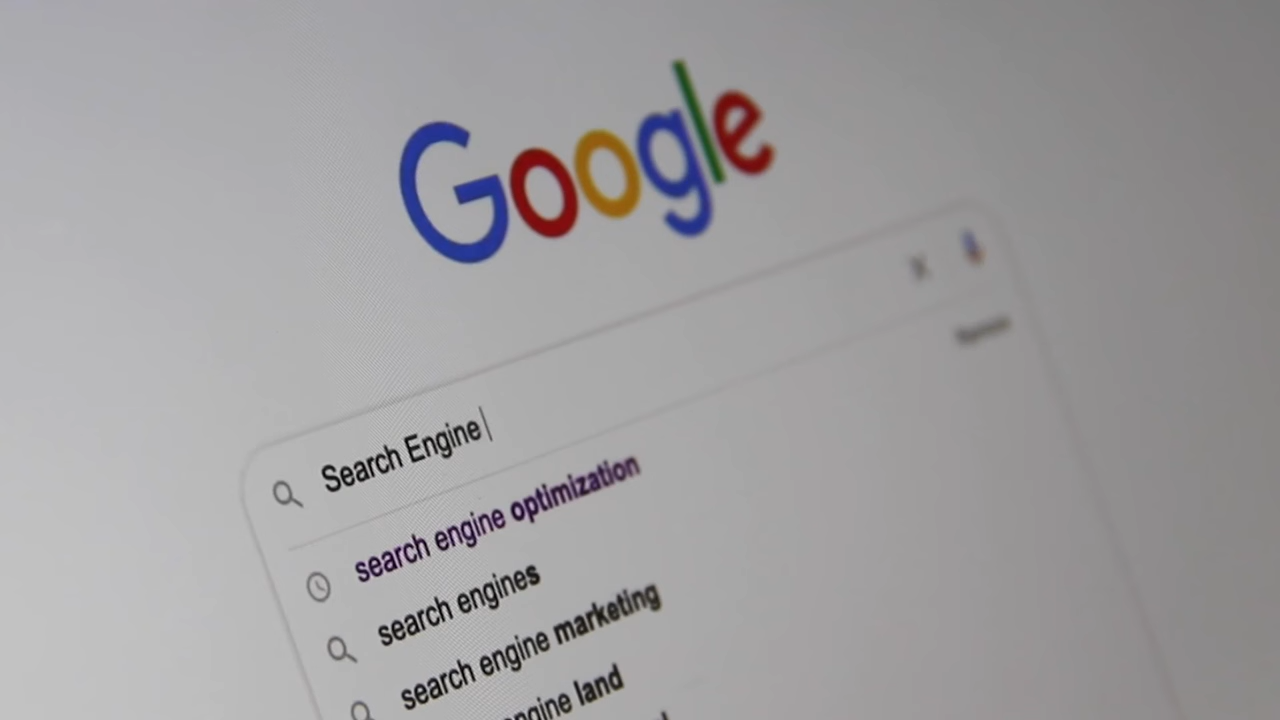 Google
Search Engine
search engine optimization
search engines
search engine marketing
engine land